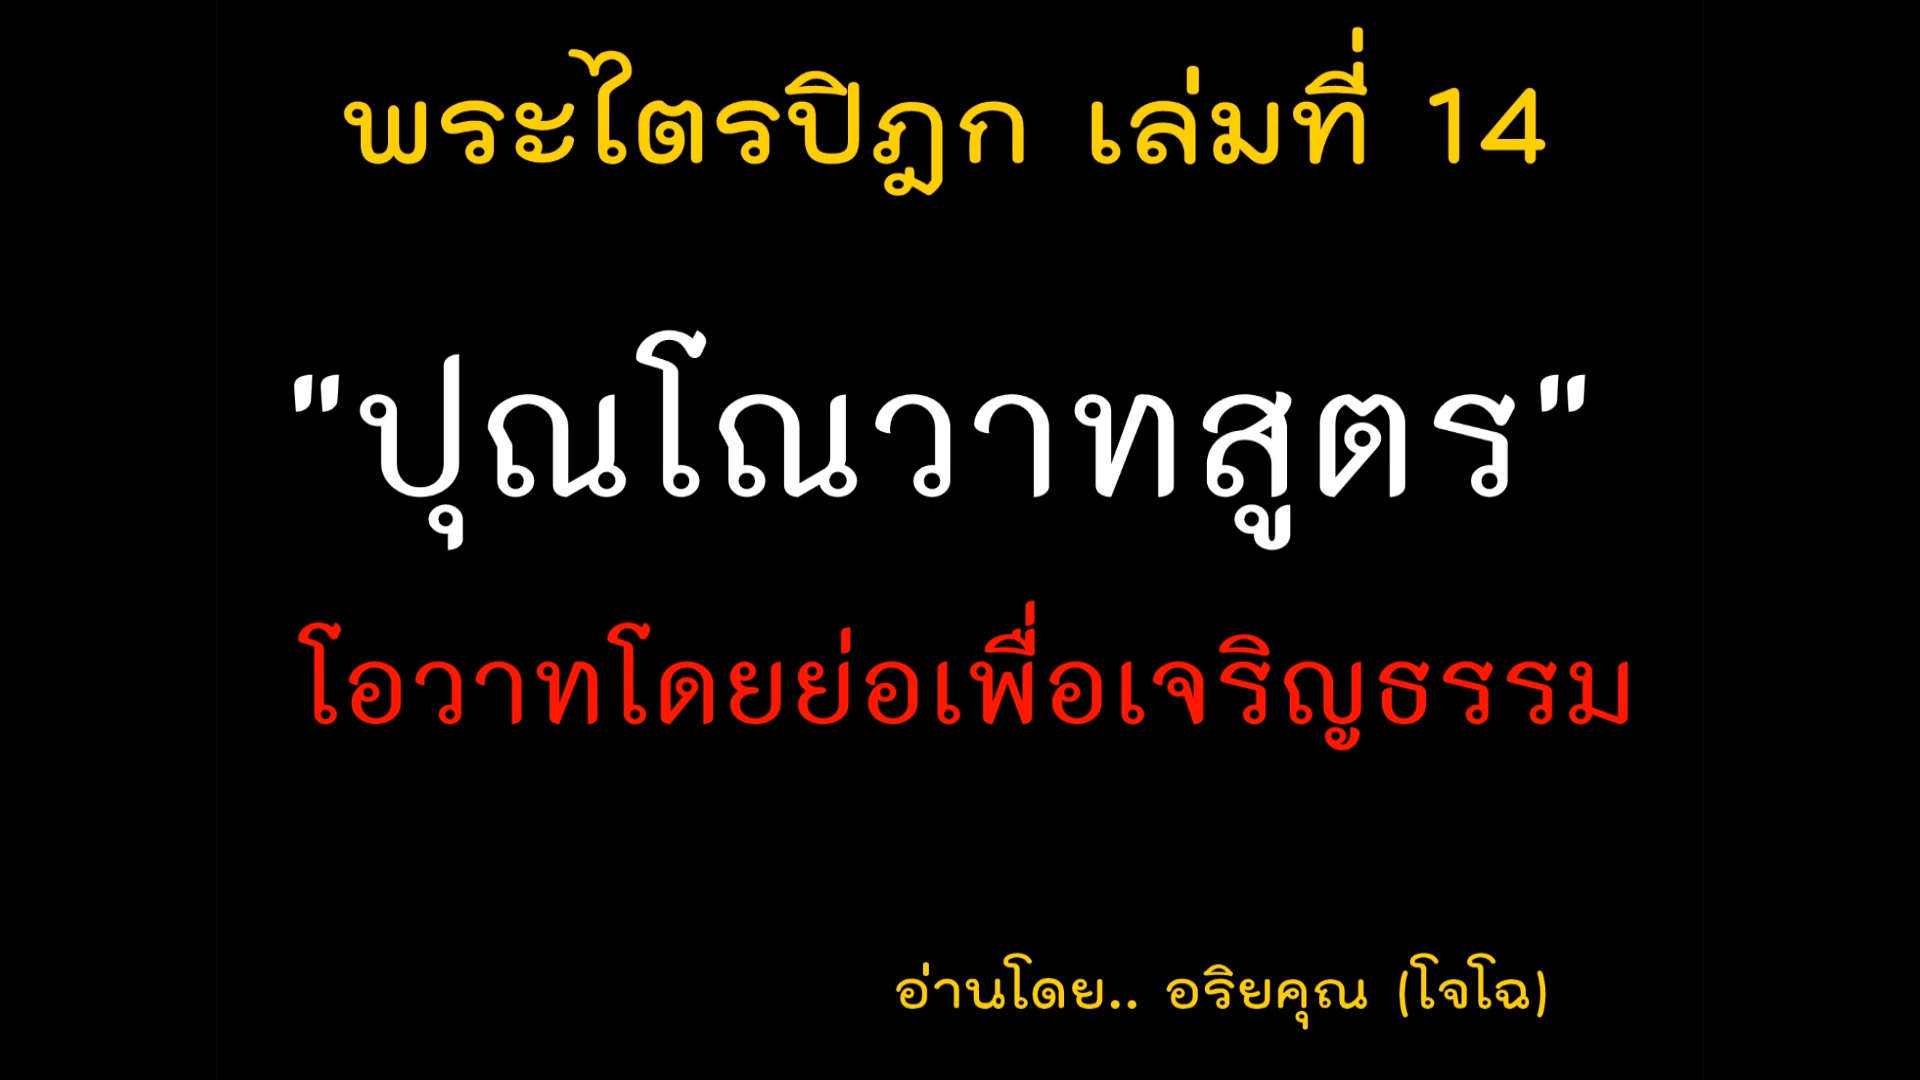 พระไตรปิฎก เล่มที่ 14
"ปุณโณวาทสูตร"
โอวาทโดยย่อเพื่อเจริญธรรม
อ่านโดย.. อริยคุณ (โจโฉ)